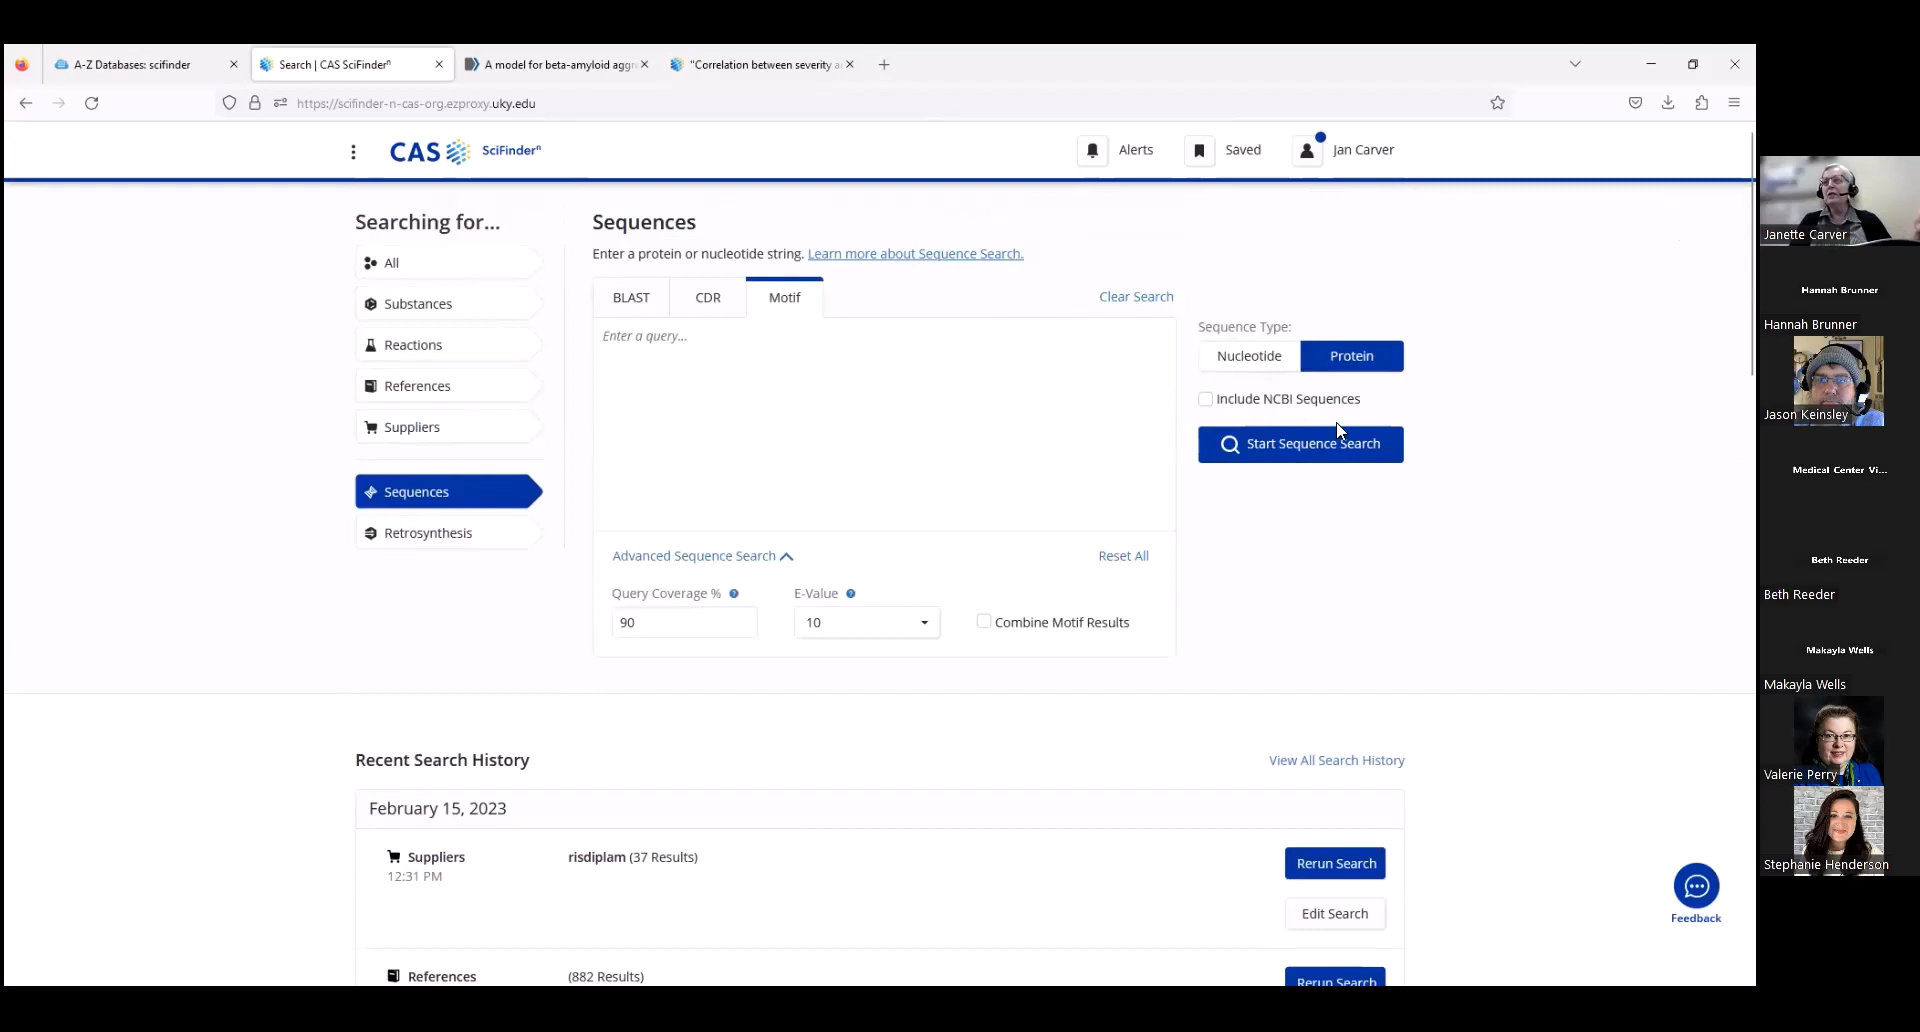 A-Z Databases: scifinder
Search | CAS SciFinderⁿ
A model for beta-amyloid aggr
"Correlation between severity a
https://scifinder-n-cas-org.ezproxy.uky.edu
CAS SciFinderⁿ
Alerts
Saved
Jan Carver
Searching for...
All
Substances
Reactions
References
Suppliers
Sequences
Retrosynthesis
Sequences
Enter a protein or nucleotide string. Learn more about Sequence Search.
BLAST
CDR
Motif
Clear Search
Enter a query...
Sequence Type:
Nucleotide
Protein
Include NCBI Sequences
Start Sequence Search
Advanced Sequence Search
Reset All
Query Coverage %
E-Value
90
10
Combine Motif Results
Recent Search History
View All Search History
February 15, 2023
Suppliers
12:31 PM
risdiplam (37 Results)
Rerun Search
Edit Search
References
(882 Results)
Rerun Search
Feedback
Janette Carver
Hannah Brunner
Hannah Brunner
Jason Keinsley
Medical Center Vi...
Beth Reeder
Beth Reeder
Makayla Wells
Makayla Wells
Valerie Perry
Stephanie Henderson